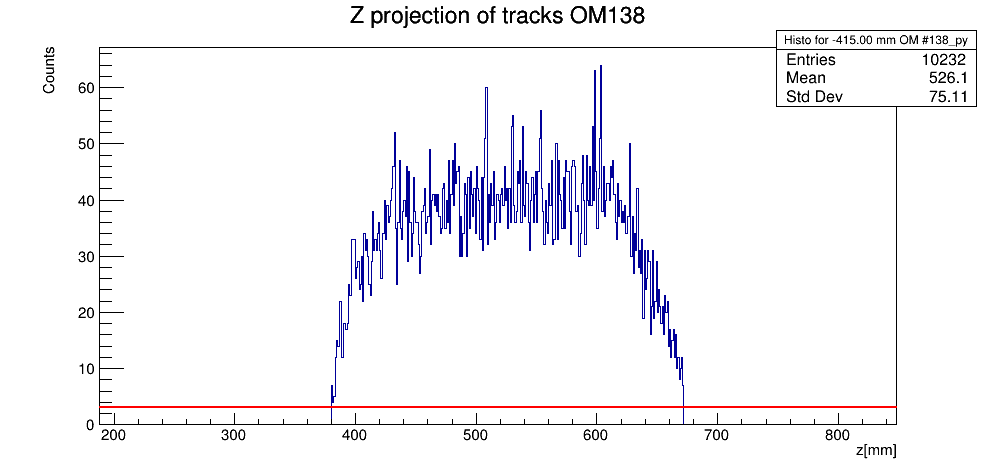 Z projection of tracks OM138
Histo for -415.00 mm OM #138_py
Entries 10232
Mean 526.1
Std Dev 75.11
Counts
60
50
40
30
20
10
0
200 300 400 500 600 700 800
z[mm]